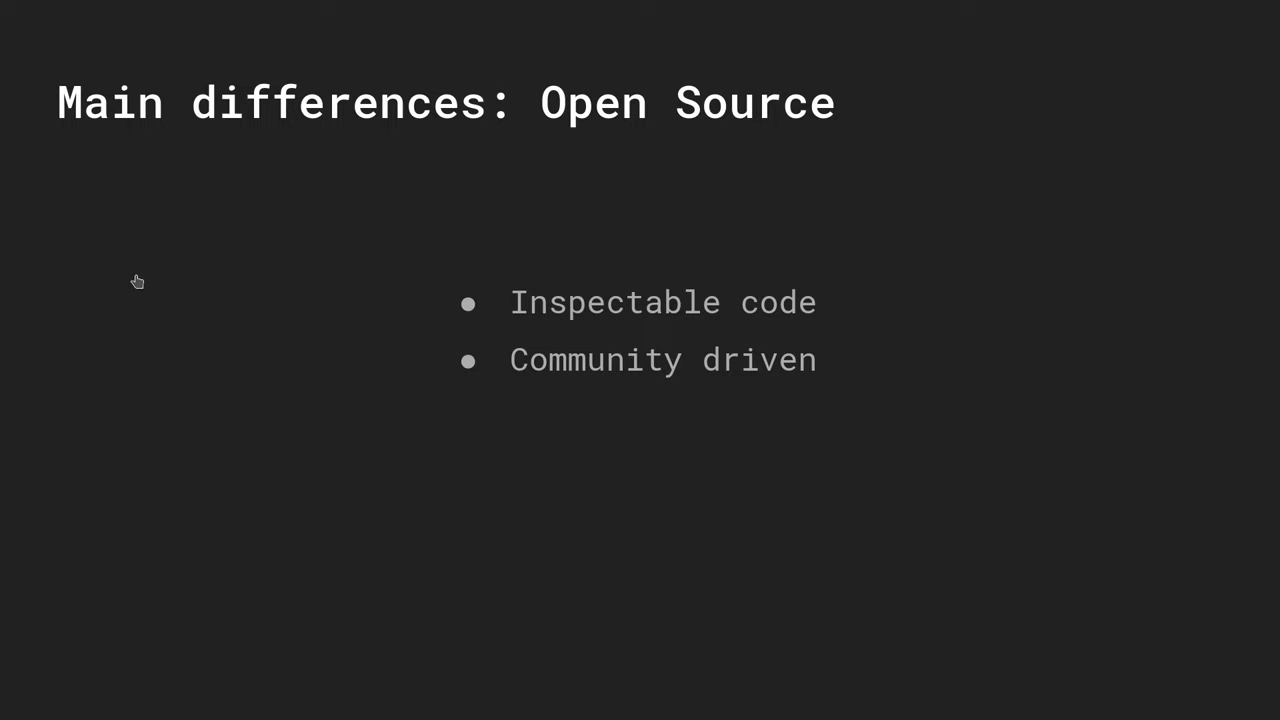 Main differences: Open Source
● Inspectable code
● Community driven